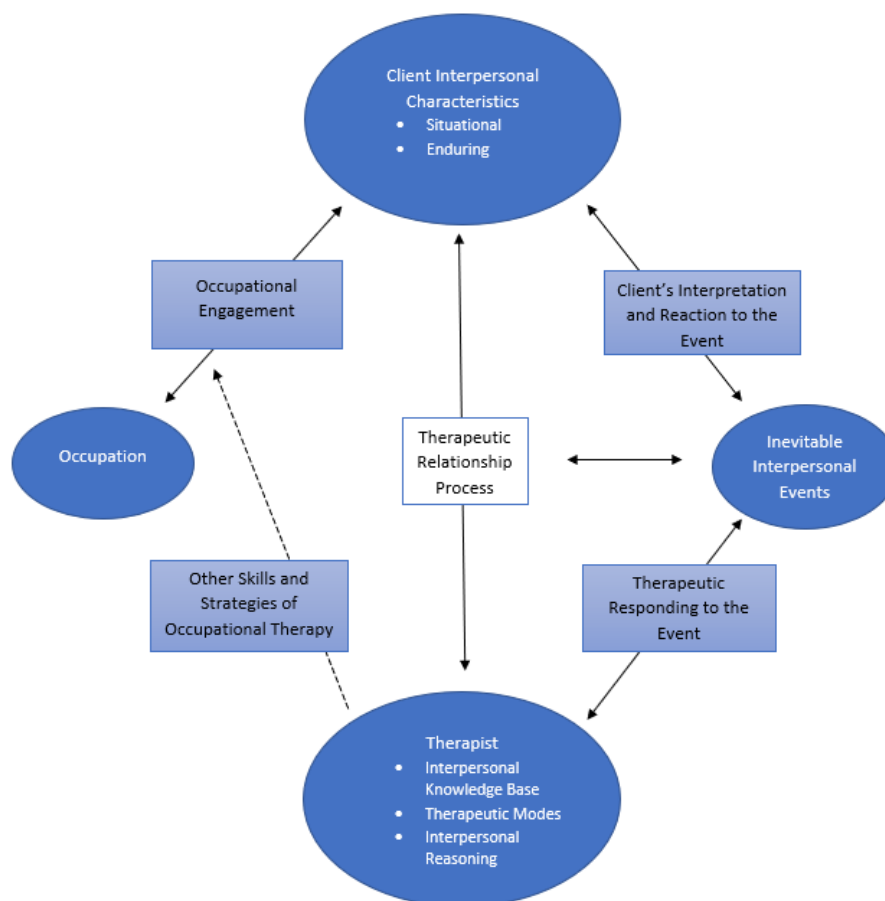 Client Interpersonal
Characteristics
• Situational
• Enduring
Occupational
Engagement
Client’s Interpretation
and Reaction to the
Event
Occupation
Therapeutic
Relationship
Process
Inevitable
Interpersonal
Events
Other Skills and
Strategies of
Occupational Therapy
Therapeutic
Responding to the
Event
Therapist
• Interpersonal
Knowledge Base
• Therapeutic Modes
• Interpersonal
Reasoning